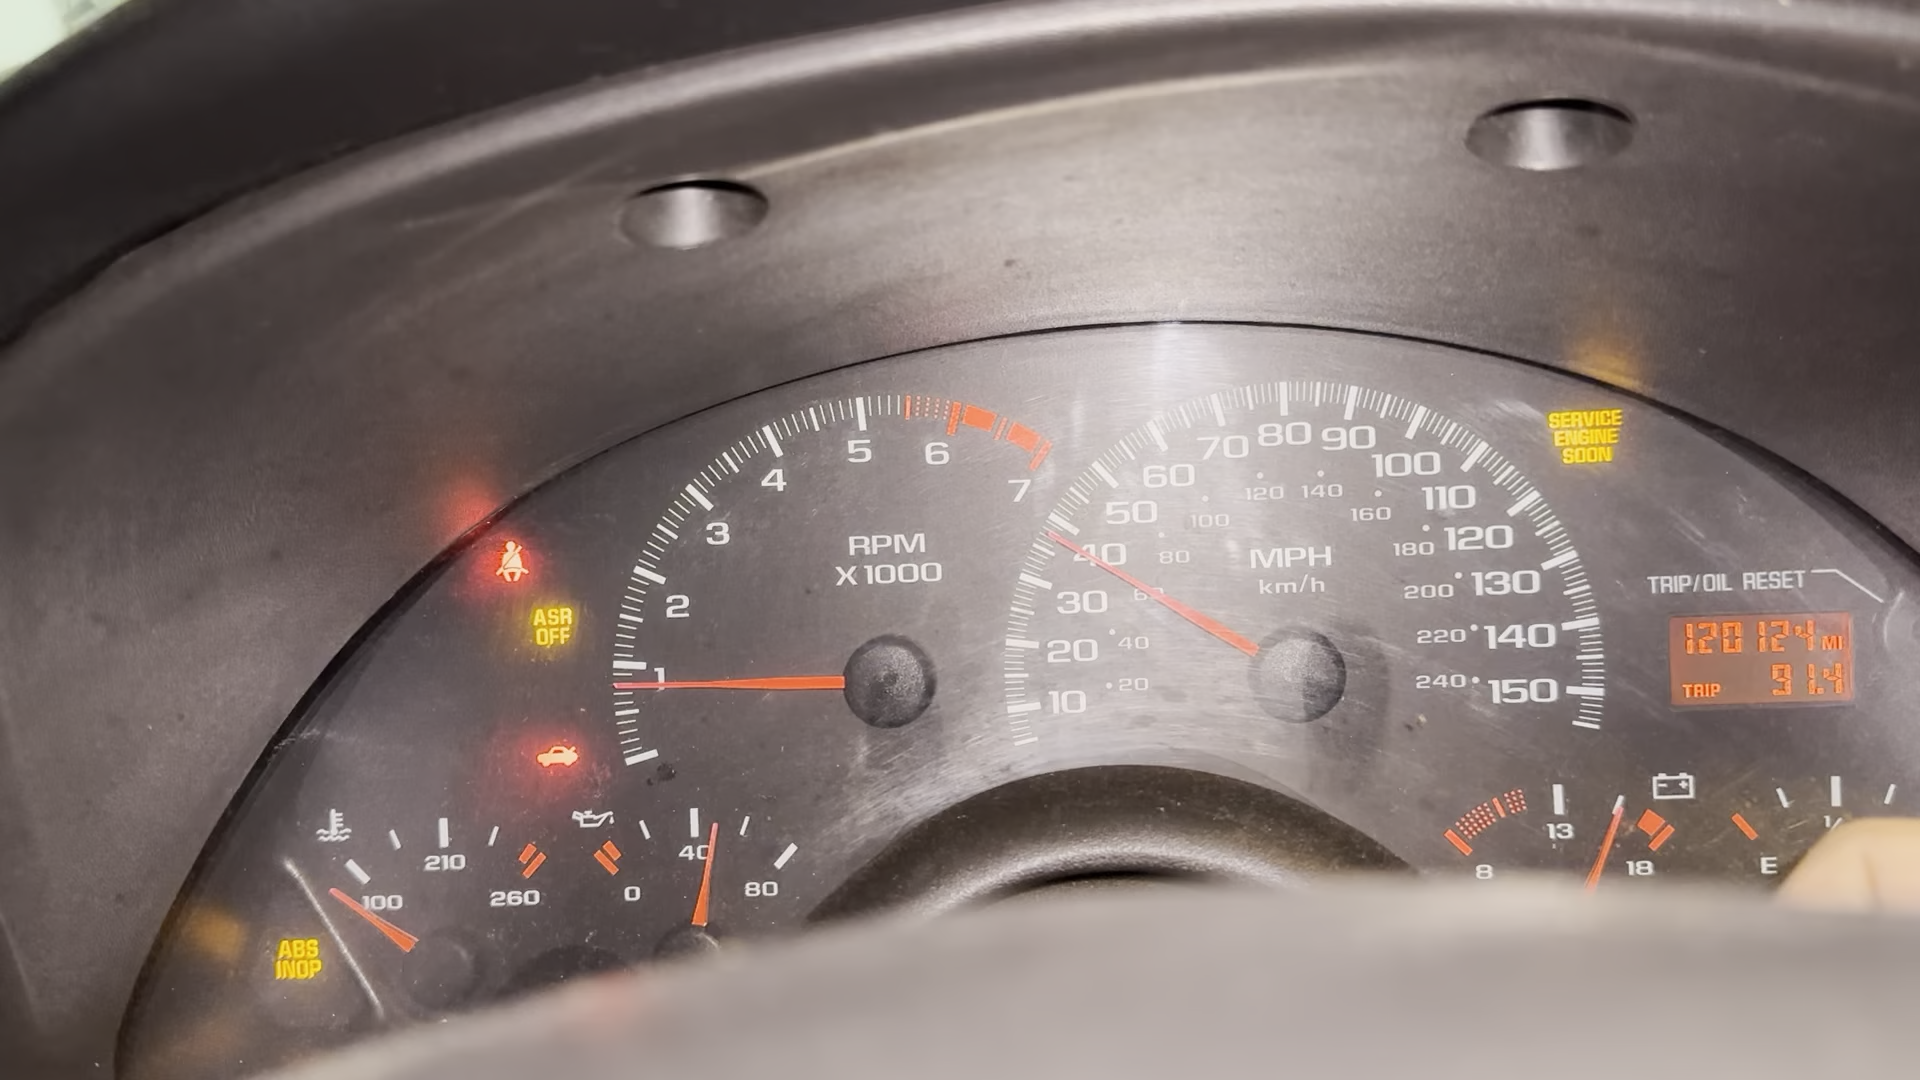 5
6
4
7
3
2
1
RPM
X1000
70 80 90
60
100
50
110
40
120
30
130
20
140
10
150
120 140
100
160
80
180
60
200
40
220
20
240
MPH
km/h
SERVICE
ENGINE
SOON
ASR
OFF
TRIP/OIL RESET
120124 MI
TRIP 91.4
210
100
260
40
0
80
13
8
18
E
ABS
INOP